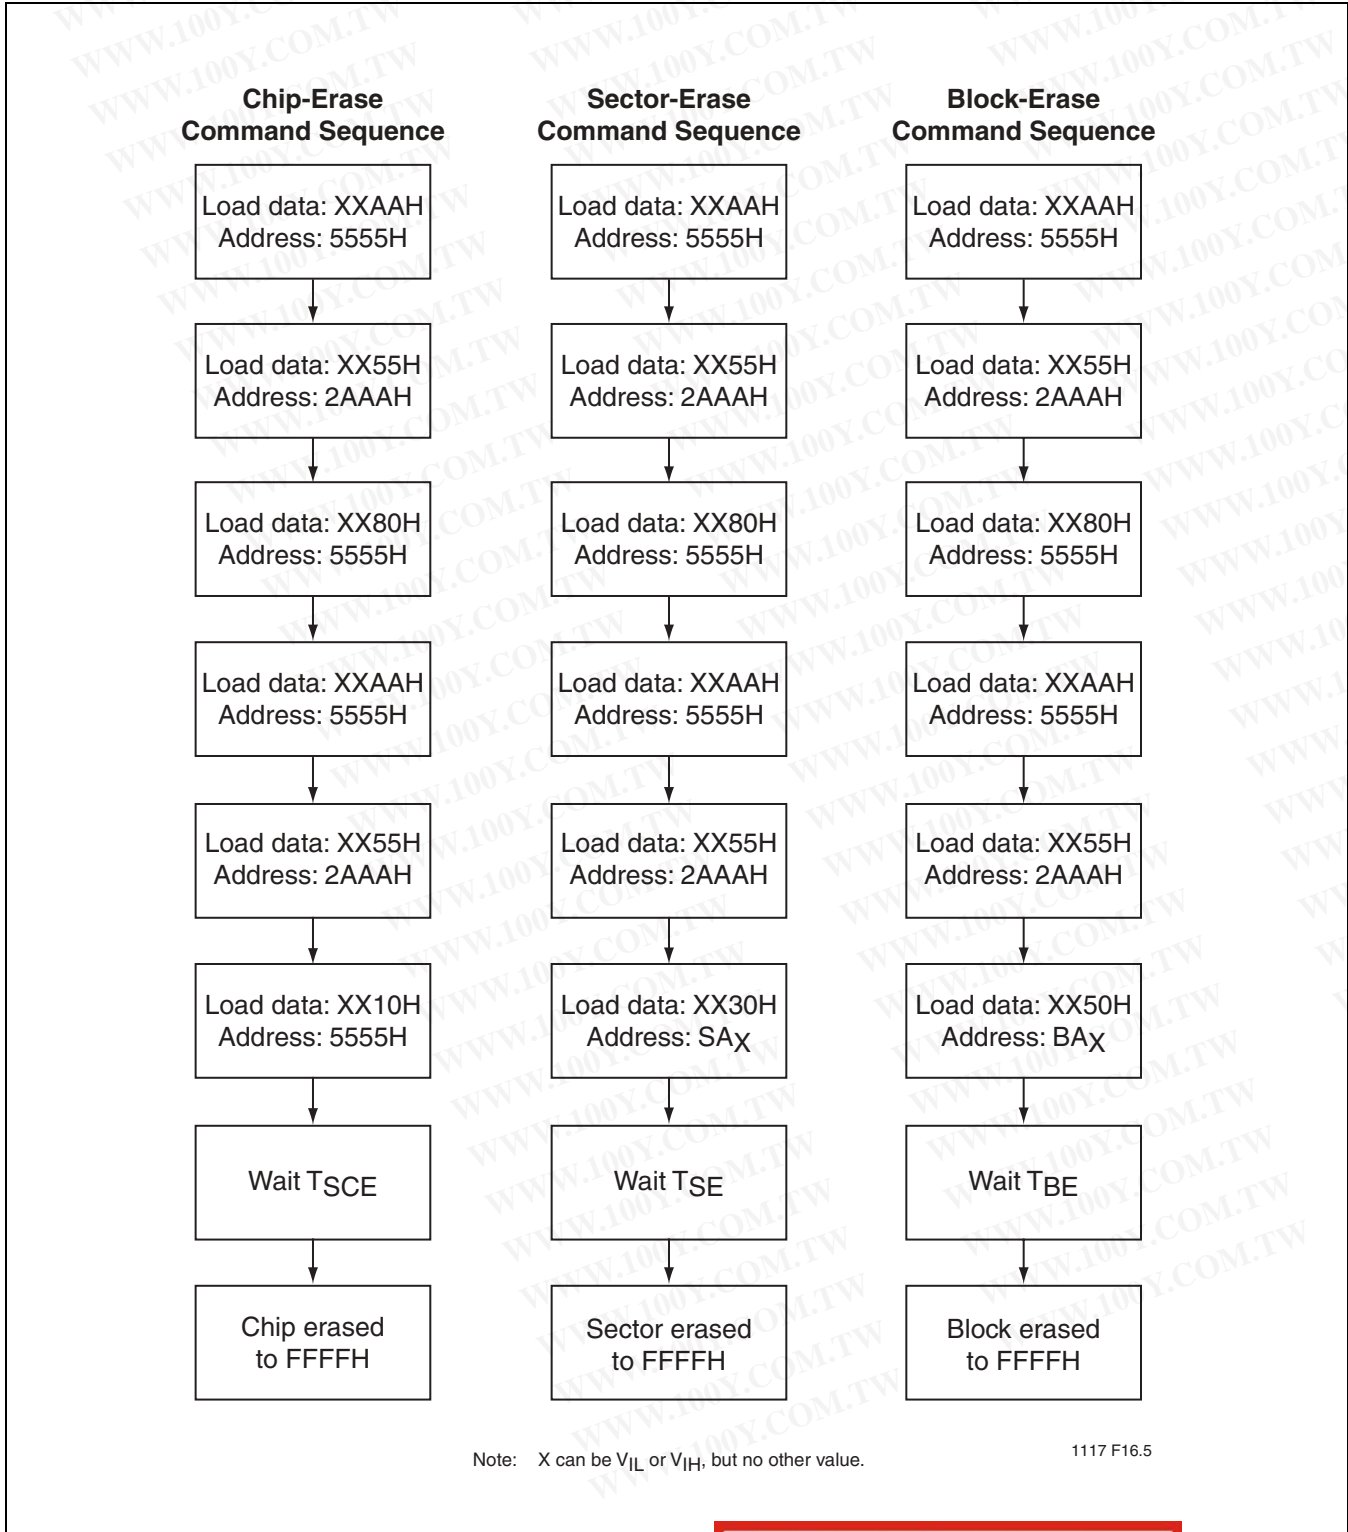 Chip-Erase
Command Sequence
Load data: XXAAH
Address: 5555H
Load data: XX55H
Address: 2AAAH
Load data: XX80H
Address: 5555H
Load data: XXAAH
Address: 5555H
Load data: XX55H
Address: 2AAAH
Load data: XX10H
Address: 5555H
Wait TSCE
Chip erased
to FFFFH
Sector-Erase
Command Sequence
Load data: XXAAH
Address: 5555H
Load data: XX55H
Address: 2AAAH
Load data: XX80H
Address: 5555H
Load data: XXAAH
Address: 5555H
Load data: XX55H
Address: 2AAAH
Load data: XX30H
Address: SAX
Wait TSE
Sector erased
to FFFFH
Block-Erase
Command Sequence
Load data: XXAAH
Address: 5555H
Load data: XX55H
Address: 2AAAH
Load data: XX80H
Address: 5555H
Load data: XXAAH
Address: 5555H
Load data: XX55H
Address: 2AAAH
Load data: XX50H
Address: BAX
Wait TBE
Block erased
to FFFFH
Note: X can be VIL or VIH, but no other value.
1117 F16.5
WWW.100Y.COM.TW